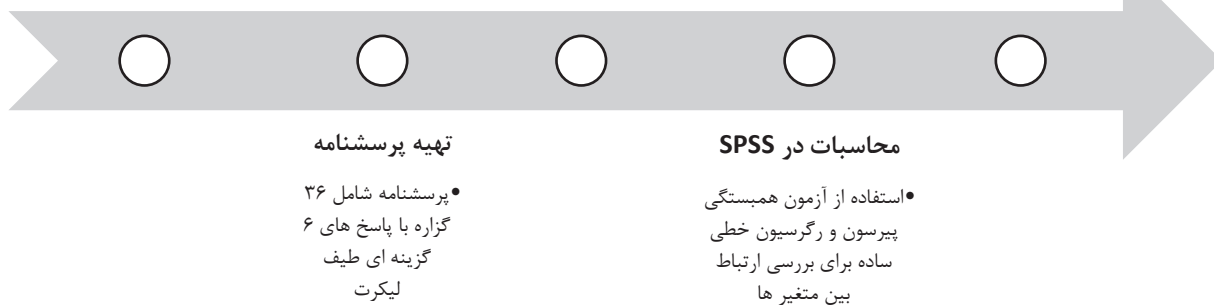 تهیه پرسشنامه
•پرسشنامه شامل ۳۶
گزاره با پاسخ های ۶
گزینه ای طیف
لیکرت
محاسبات در SPSS
•استفاده از آزمون همبستگی
پیرسون و رگرسیون خطی
ساده برای بررسی ارتباط
بین متغیر ها